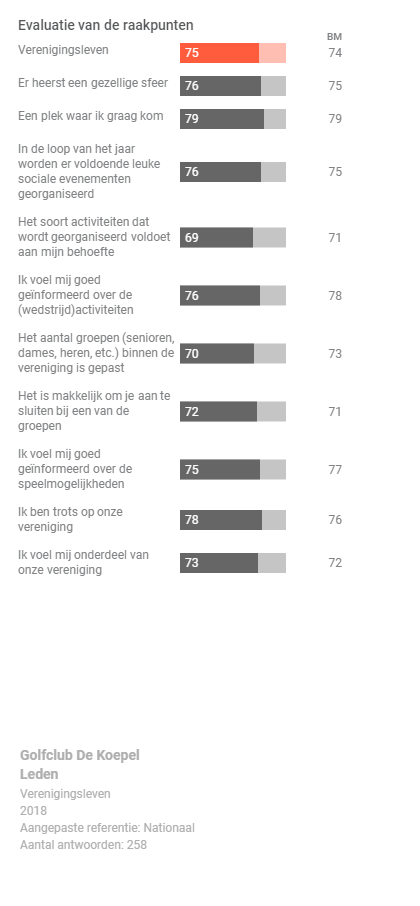 Evaluatie van de raakpunten
BM
Verenigingsleven 75 74
Er heerst een gezellige sfeer 76 75
Een plek waar ik graag kom 79 79
In de loop van het jaar
worden er voldoende leuke
sociale evenementen
georganiseerd
76 75
Het soort activiteiten dat
wordt georganiseerd voldoet
aan mijn behoefte
69 71
Ik voel mij goed
geïnformeerd over de
(wedstrijd)activiteiten
76 78
Het aantal groepen (senioren,
dames, heren, etc.) binnen de
vereniging is gepast
70 73
Het is makkelijk om je aan te
sluiten bij een van de
groepen
72 71
Ik voel mij goed
geïnformeerd over de
speelmogelijkheden
75 77
Ik ben trots op onze
vereniging
78 76
Ik voel mij onderdeel van
onze vereniging
73 72
Golfclub De Koepel
Leden
Verenigingsleven
2018
Aangepaste referentie: Nationaal
Aantal antwoorden: 258